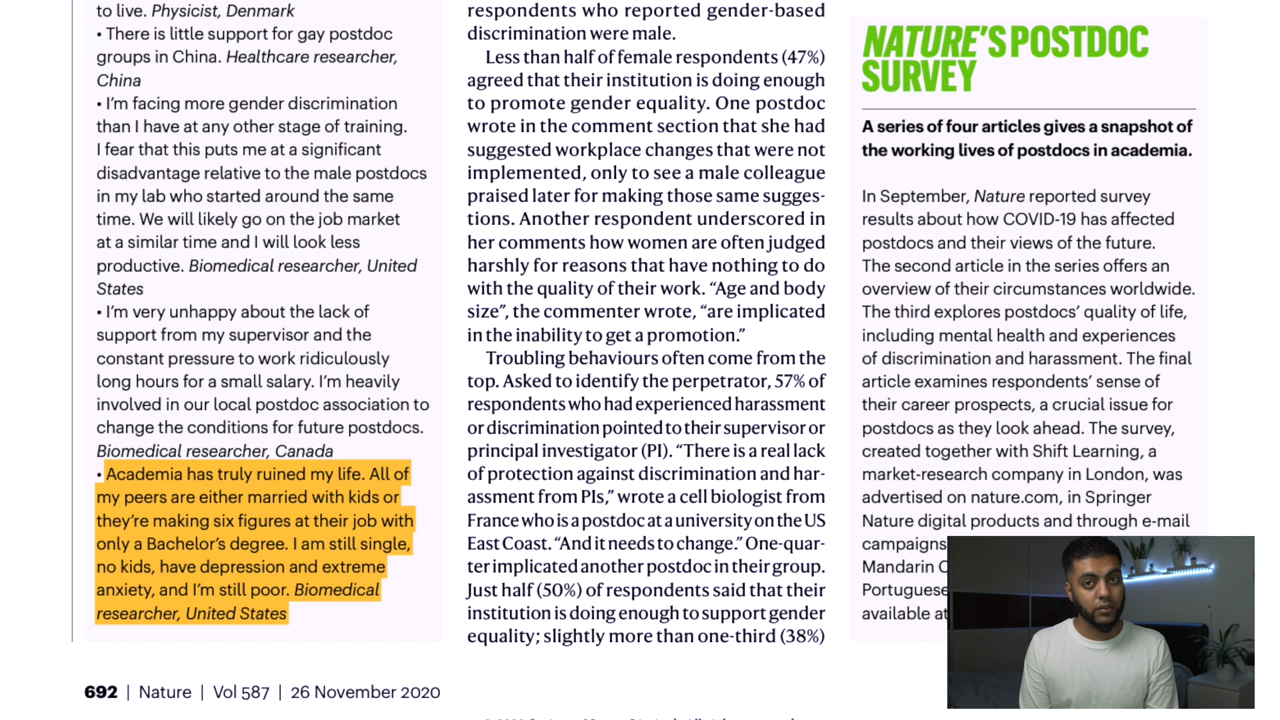 to live. Physicist, Denmark
• There is little support for gay postdoc
groups in China. Healthcare researcher,
China
• I’m facing more gender discrimination
than I have at any other stage of training.
I fear that this puts me at a significant
disadvantage relative to the male postdocs
in my lab who started around the same
time. We will likely go on the job market
at a similar time and I will look less
productive. Biomedical researcher, United
States
• I’m very unhappy about the lack of
support from my supervisor and the
constant pressure to work ridiculously
long hours for a small salary. I’m heavily
involved in our local postdoc association to
change the conditions for future postdocs.
Biomedical researcher, Canada
• Academia has truly ruined my life. All of
my peers are either married with kids or
they’re making six figures at their job with
only a Bachelor’s degree. I am still single,
no kids, have depression and extreme
anxiety, and I’m still poor. Biomedical
researcher, United States
respondents who reported gender-based
discrimination were male.
Less than half of female respondents (47%)
agreed that their institution is doing enough
to promote gender equality. One postdoc
wrote in the comment section that she had
suggested workplace changes that were not
implemented, only to see a male colleague
praised later for making those same sugges-
tions. Another respondent underscored in
her comments how women are often judged
harshly for reasons that have nothing to do
with the quality of their work. “Age and body
size”, the commenter wrote, “are implicated
in the inability to get a promotion.”
Troubling behaviours often come from the
top. Asked to identify the perpetrator, 57% of
respondents who had experienced harassment
or discrimination pointed to their supervisor or
principal investigator (PI). “There is a real lack
of protection against discrimination and har-
assment from PIs,” wrote a cell biologist from
France who is a postdoc at a university on the US
East Coast. “And it needs to change.” One-quar-
ter implicated another postdoc in their group.
Just half (50%) of respondents said that their
institution is doing enough to support gender
equality; slightly more than one-third (38%)
NATURE’S POSTDOC
SURVEY
A series of four articles gives a snapshot of
the working lives of postdocs in academia.
In September, Nature reported survey
results about how COVID-19 has affected
postdocs and their views of the future.
The second article in the series offers an
overview of their circumstances worldwide.
The third explores postdocs’ quality of life,
including mental health and experiences
of discrimination and harassment. The final
article examines respondents’ sense of
their career prospects, a crucial issue for
postdocs as they look ahead. The survey,
created together with Shift Learning, a
market-research company in London, was
advertised on nature.com, in Springer
Nature digital products and through e-mail
campaigns
Mandarin
Portuguese
available at
692 | Nature | Vol 587 | 26 November 2020